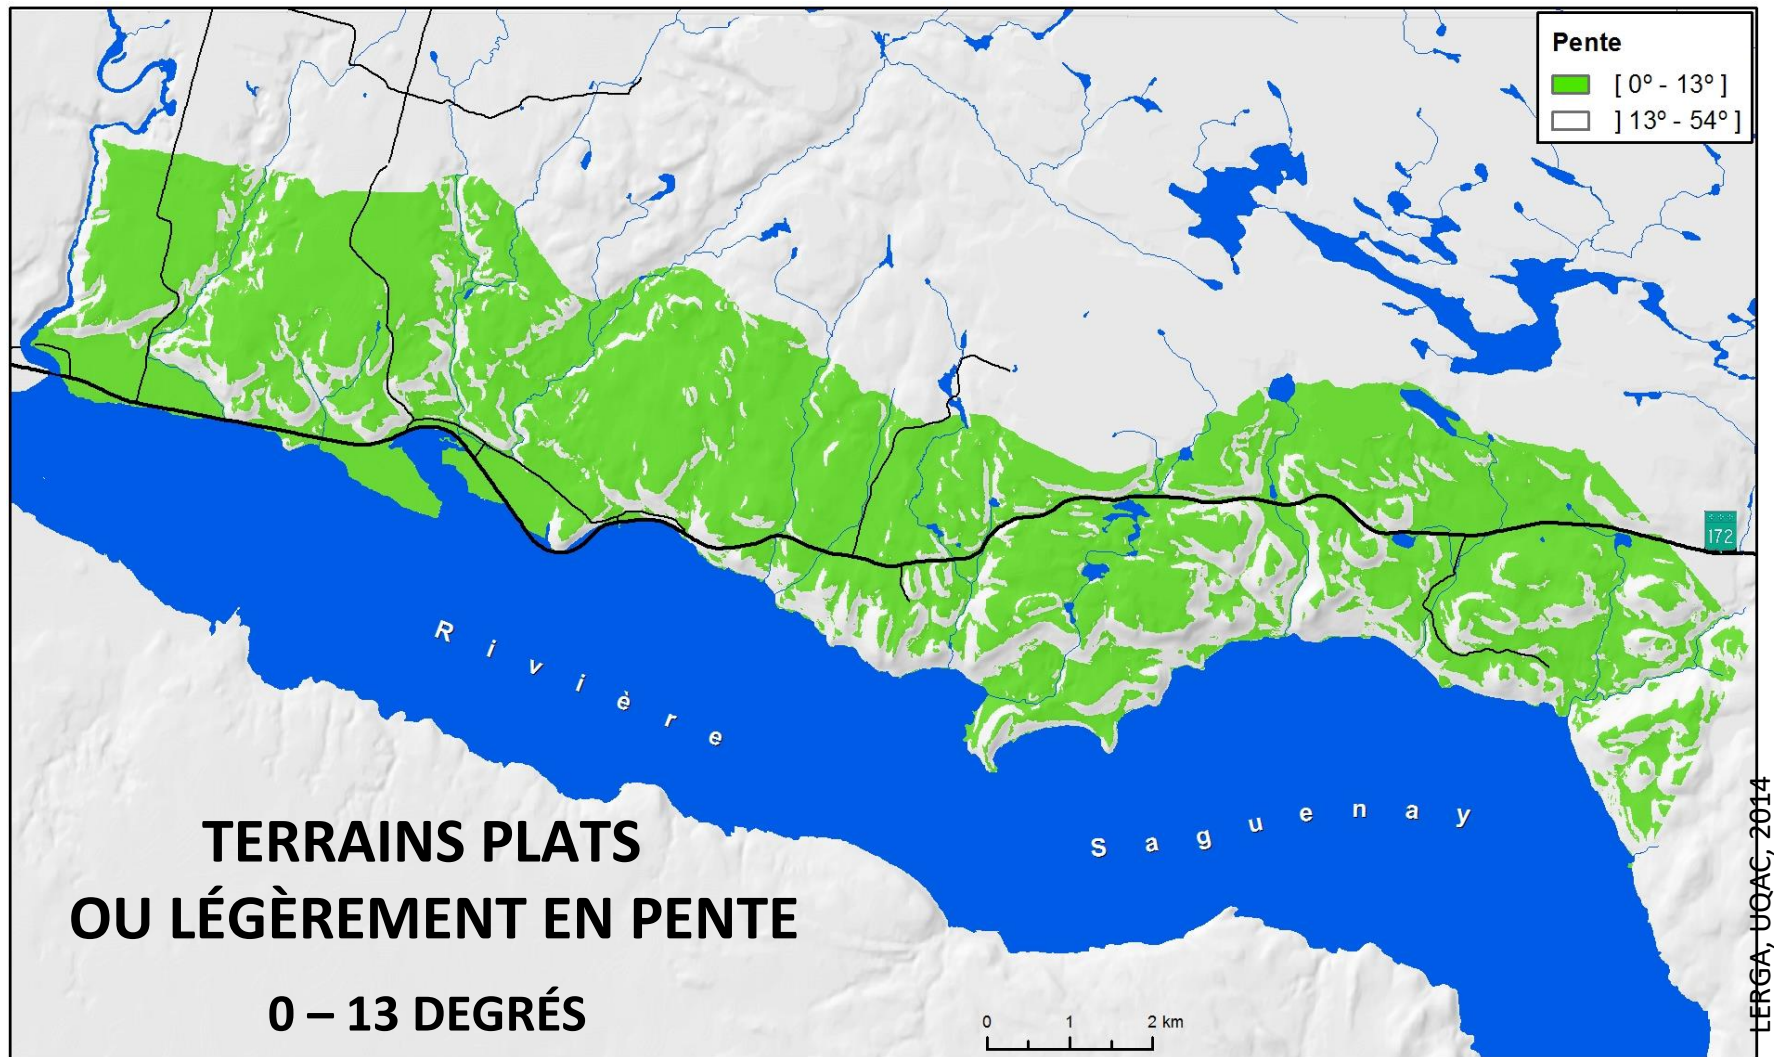 Pente
[ 0° - 13° ]
] 13° - 54° ]
172
Rivière
Saguenay
TERRAINS PLATS
OU LÉGÈREMENT EN PENTE
0 – 13 DEGRÉS
0 1 2 km
LERGA, UQAC, 2014